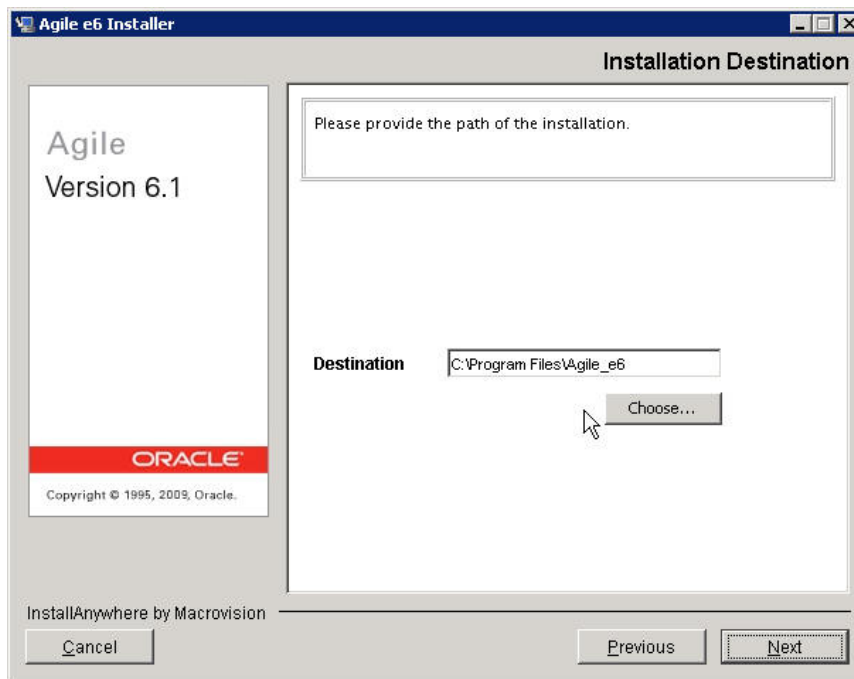 Agile e6 Installer
Installation Destination
Agile
Version 6.1
ORACLE
Copyright © 1995, 2009, Oracle.
Please provide the path of the installation.
Destination
C:\Program Files\Agile_e6
Choose...
InstallAnywhere by Macrovision
Cancel
Previous
Next